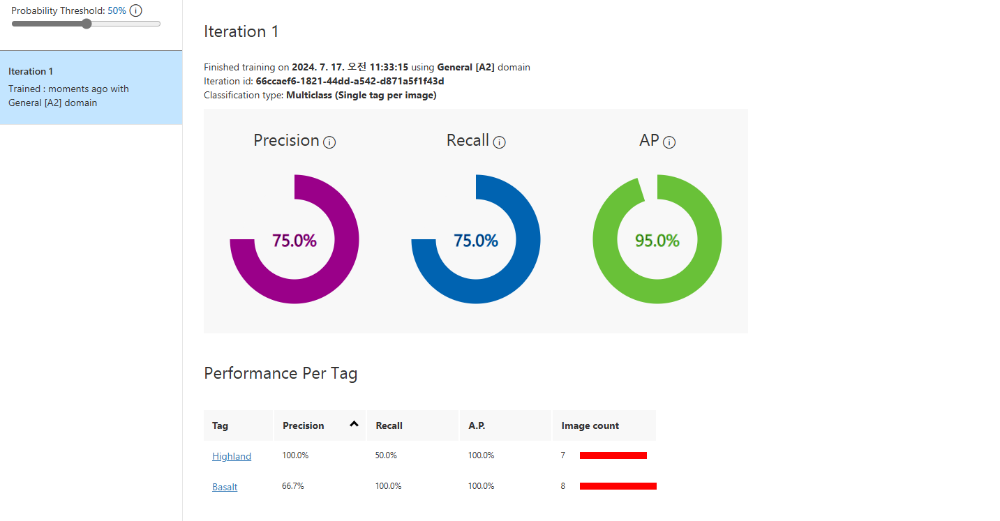 Probability Threshold: 50%
Iteration 1
Trained : moments ago with
General [A2] domain
Iteration 1
Finished training on 2024. 7. 17. 오전 11:33:15 using General [A2] domain
Iteration id: 66ccaef6-1821-44dd-a542-d871a5f1f43d
Classification type: Multiclass (Single tag per image)
Precision Recall AP
75.0% 75.0% 95.0%
Performance Per Tag
Tag Precision Recall A.P. Image count
Highland 100.0% 50.0% 100.0% 7
Basalt 66.7% 100.0% 100.0% 8